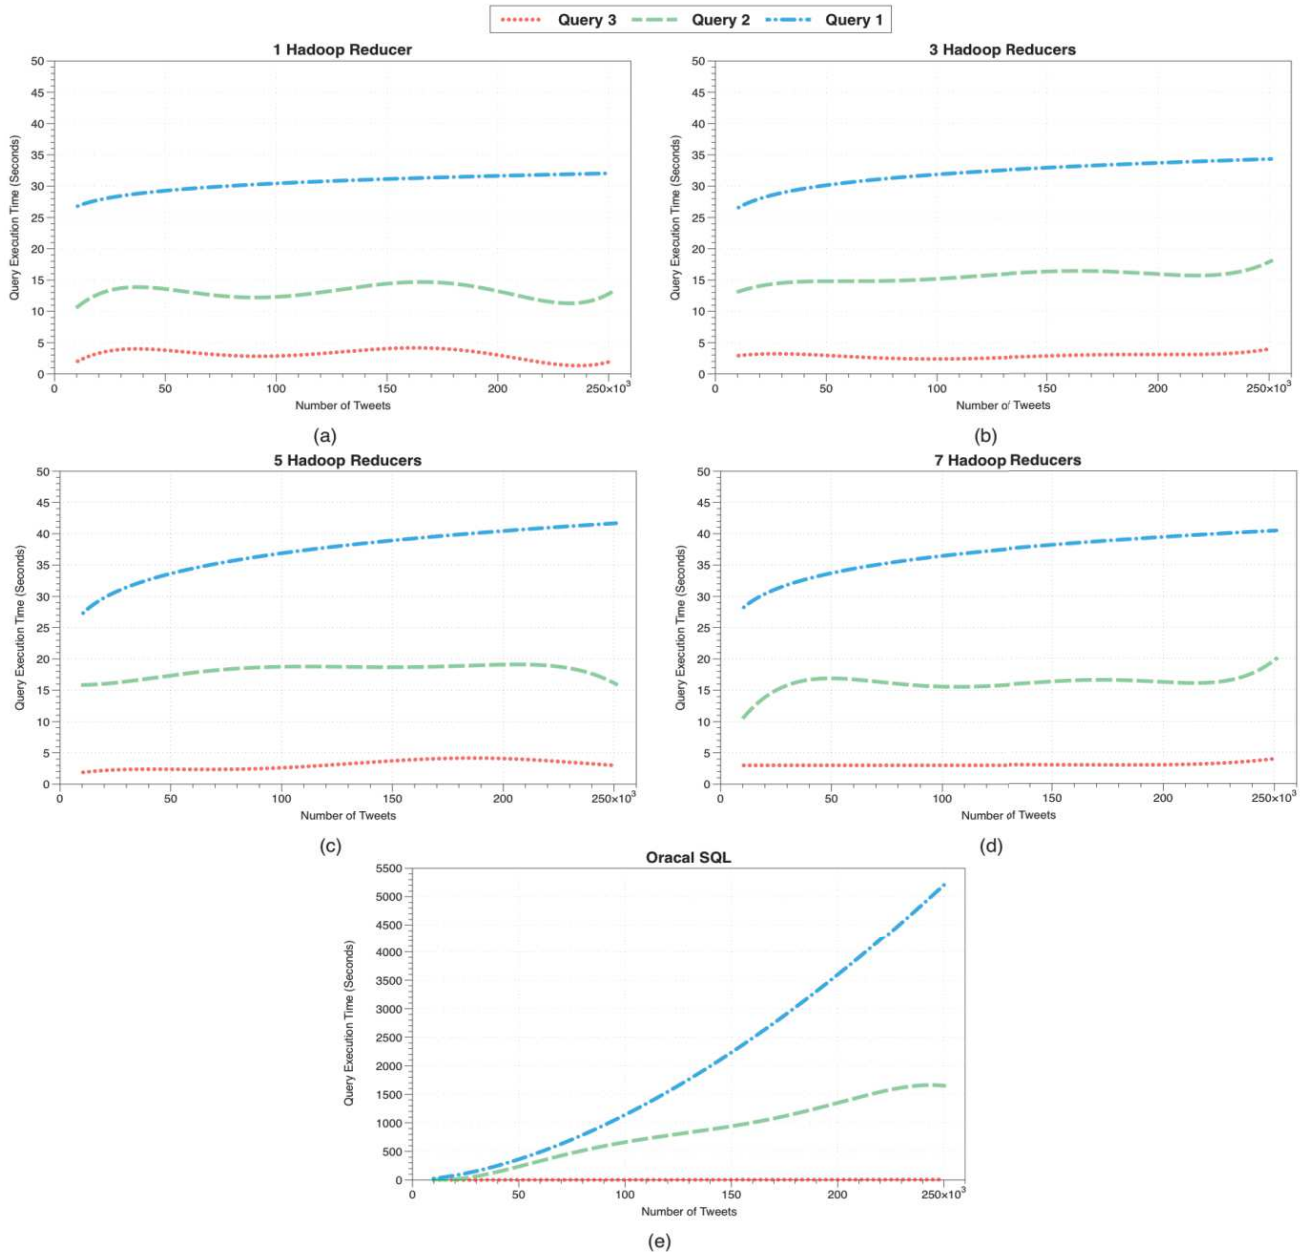 Query 3 Query 2 Query 1
1 Hadoop Reducer
50
45
40
35
30
25
20
15
10
5
0
Query Execution Time (Seconds)
0 50 100 150 200 250×10³
Number of Tweets
(a)
3 Hadoop Reducers
50
45
40
35
30
25
20
15
10
5
0
Query Execution Time (Seconds)
0 50 100 150 200 250×10³
Number of Tweets
(b)
5 Hadoop Reducers
50
45
40
35
30
25
20
15
10
5
0
Query Execution Time (Seconds)
0 50 100 150 200 250×10³
Number of Tweets
(c)
7 Hadoop Reducers
50
45
40
35
30
25
20
15
10
5
0
Query Execution Time (Seconds)
0 50 100 150 200 250×10³
Number of Tweets
(d)
Oracal SQL
5500
5000
4500
4000
3500
3000
2500
2000
1500
1000
500
0
Query Execution Time (Seconds)
0 50 100 150 200 250×10³
Number of Tweets
(e)